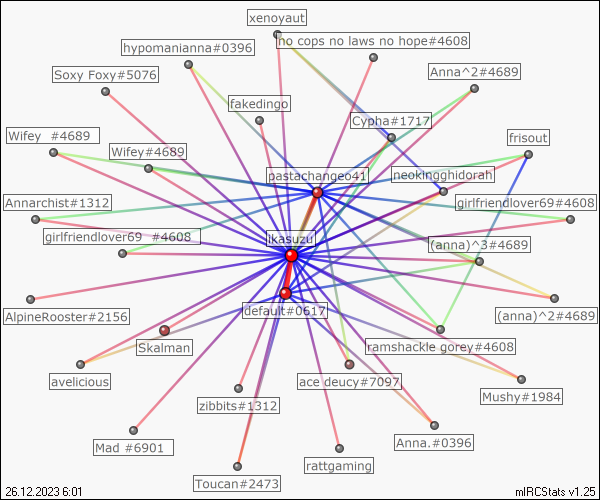 xenoyaut
no cops no laws no hope#4608
hypomanianna#0396
Soxy Foxy#5076
Anna^2#4689
fakedingo
Cypha#1717
Wifey  #4689
frisout
Wifey#4689
pastachangeo41
neokingghidorah
Annarchist#1312
girlfriendlover69#4608
girlfriendlover69  #4608
ikasuzu
(anna)^3#4689
default#0617
AlpineRooster#2156
(anna)^2#4689
Skalman
ramshackle gorey#4608
avelicious
ace deucy#7097
Mushy#1984
zibbits#1312
Mad #6901
Anna.#0396
rattgaming
Toucan#2473
26.12.2023 6:01
mIRCStats v1.25